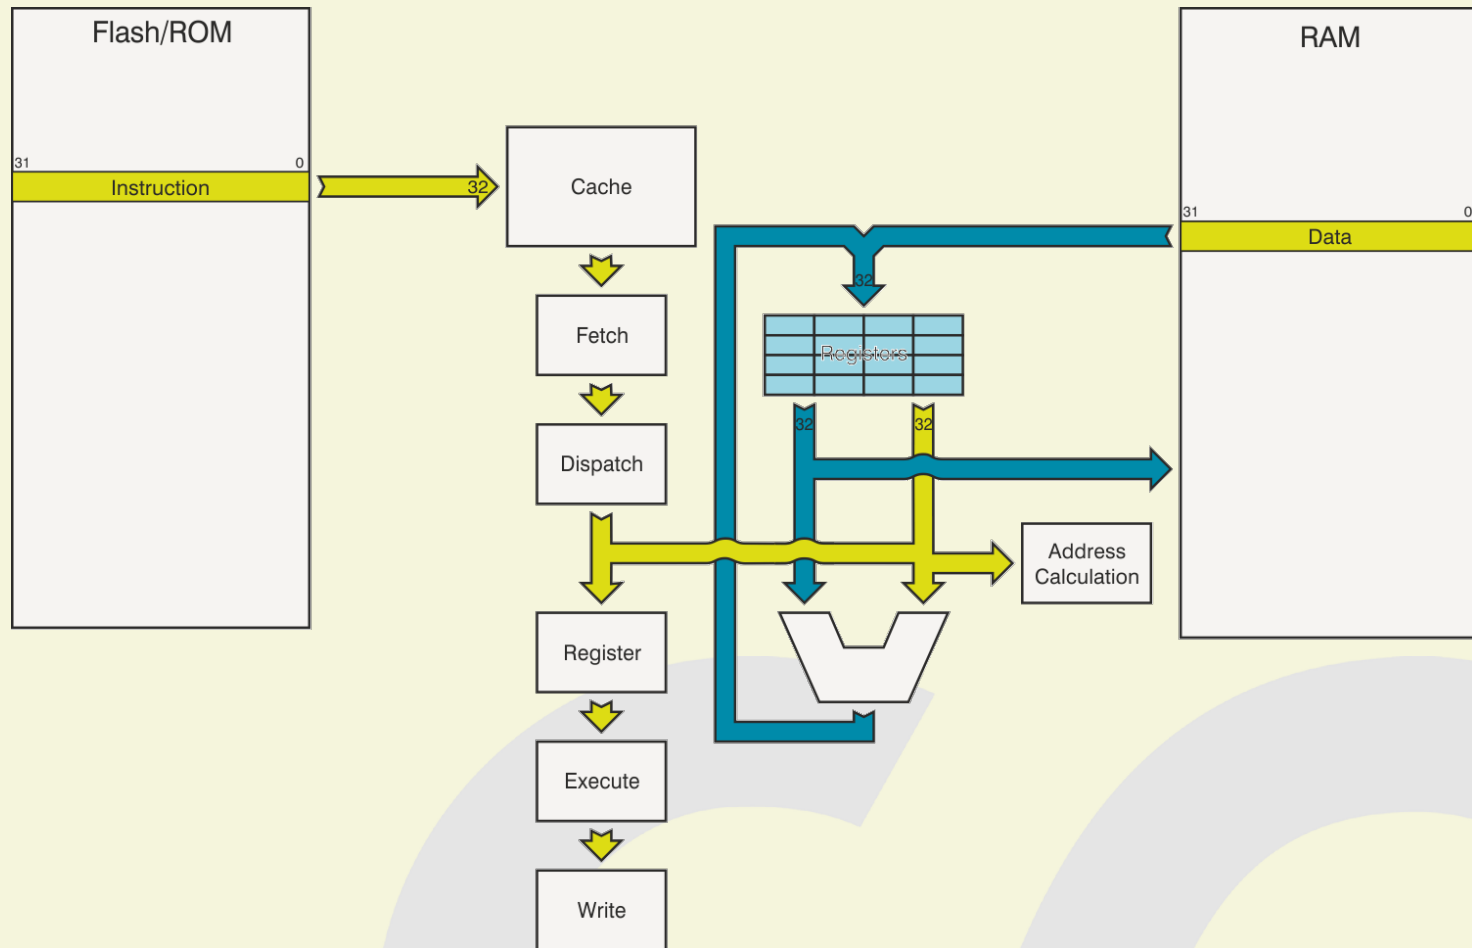 Flash/ROM
RAM
31
0
Instruction
32
Cache
31
0
Data
32
Fetch
Registers
32
32
Dispatch
Address
Calculation
Register
Execute
Write